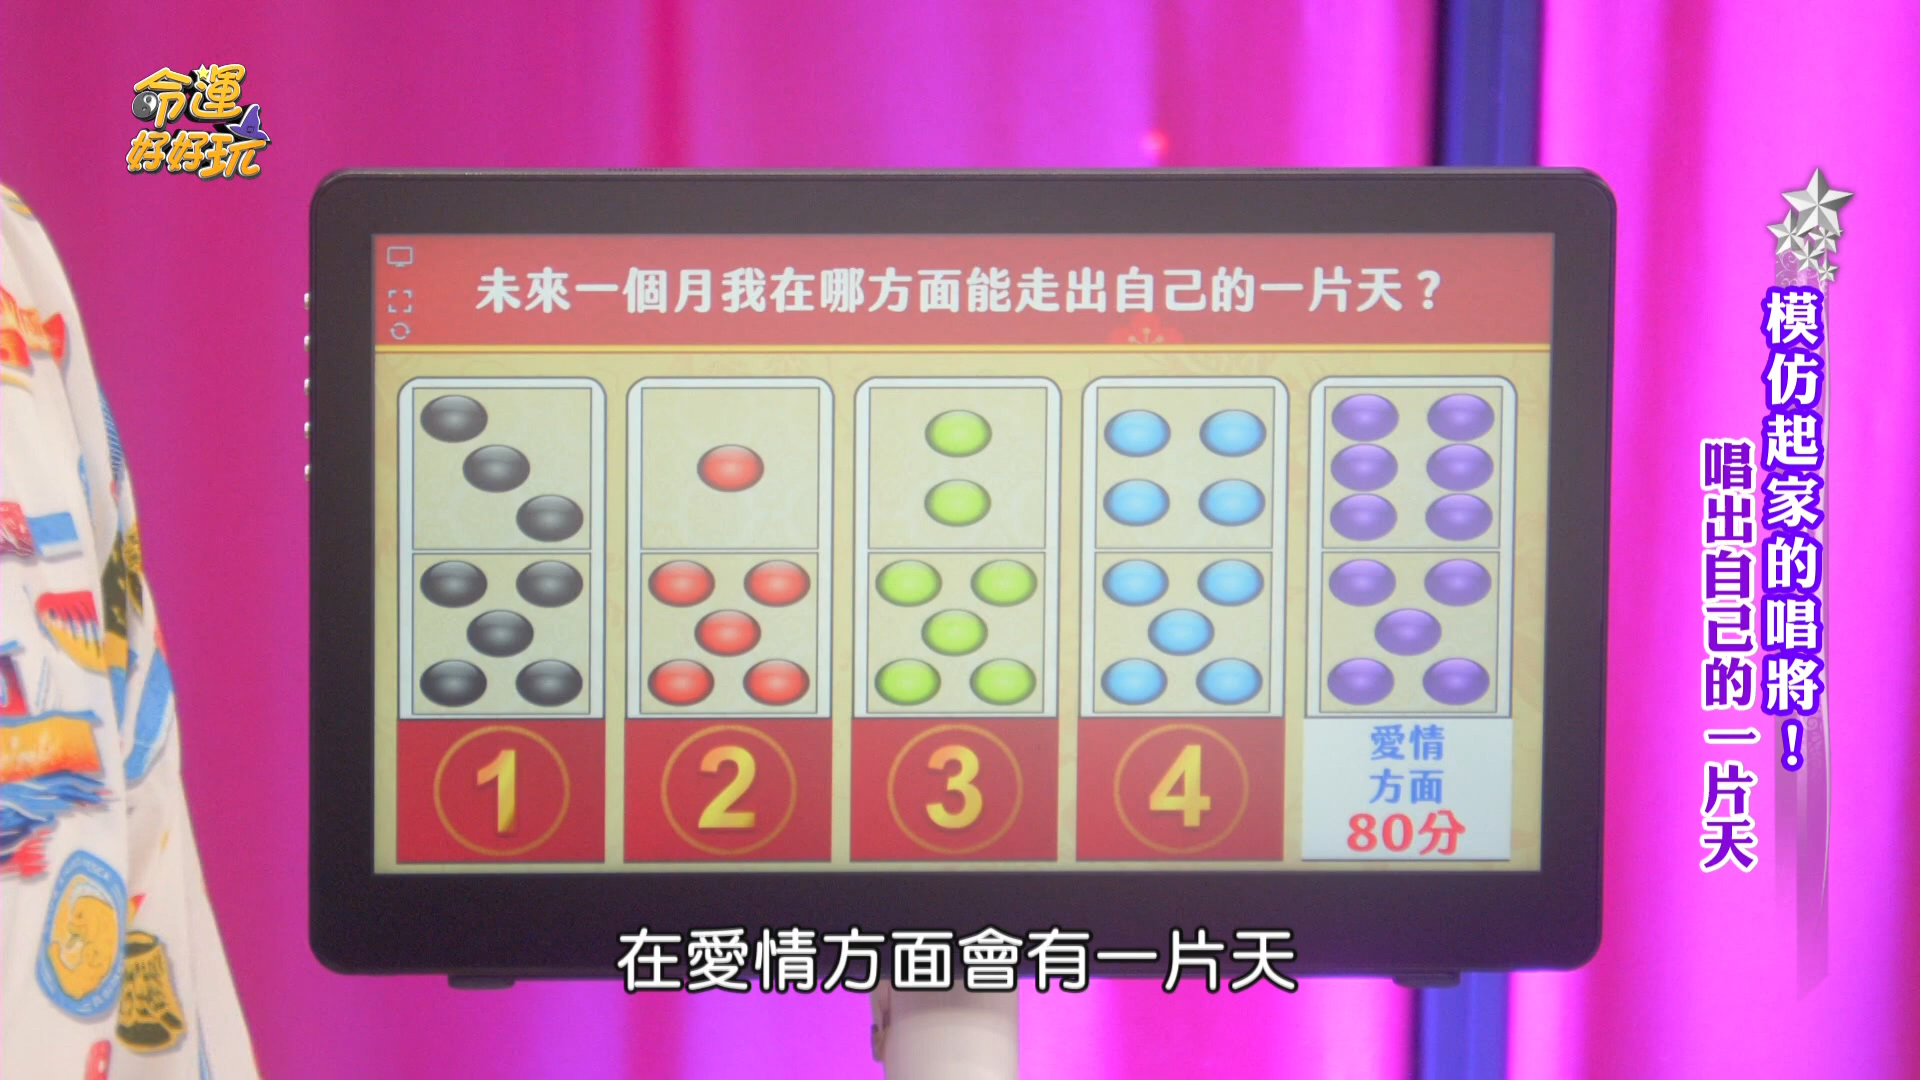 命運
好好玩
未來一個月我在哪方面能走出自己的一片天？
1
2
3
4
愛情
方面
80分
模仿起家的唱將！
唱出自己的一片天
在愛情方面會有一片天